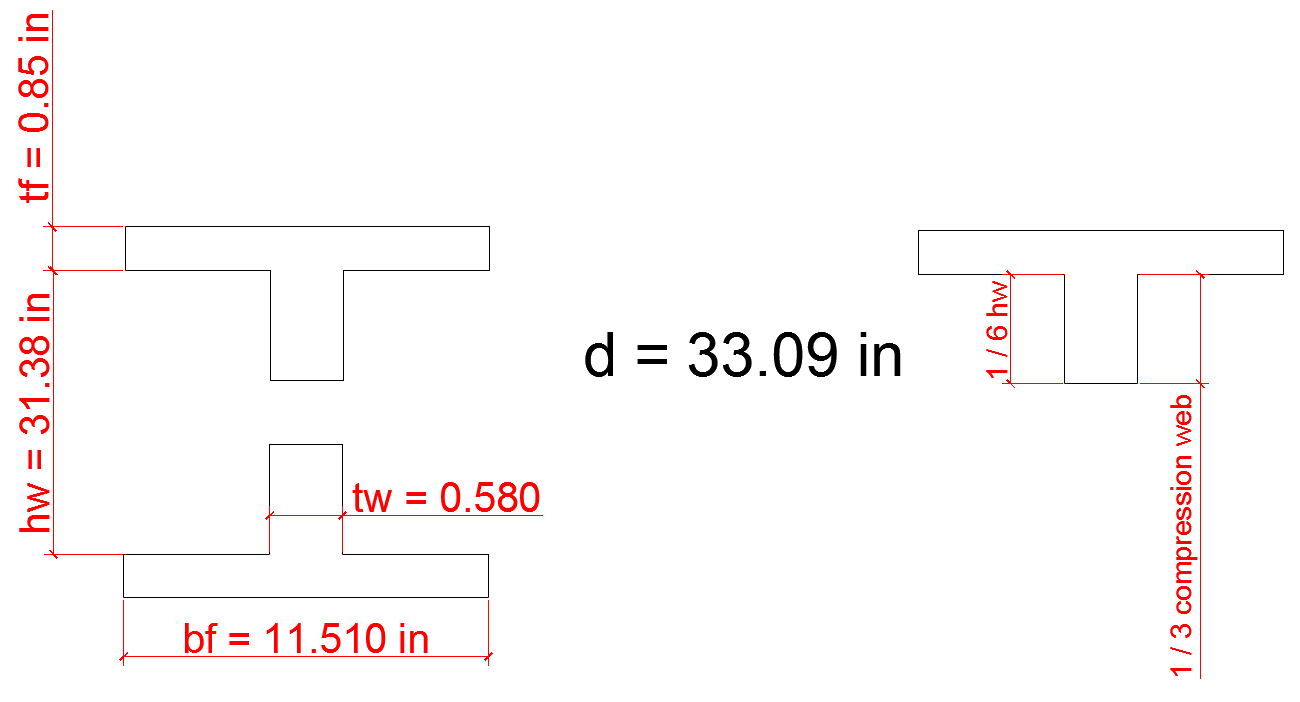 tf = 0.85 in
hw = 31.38 in
tw = 0.580
bf = 11.510 in
d = 33.09 in
1 / 6 hw
1 / 3 compression web